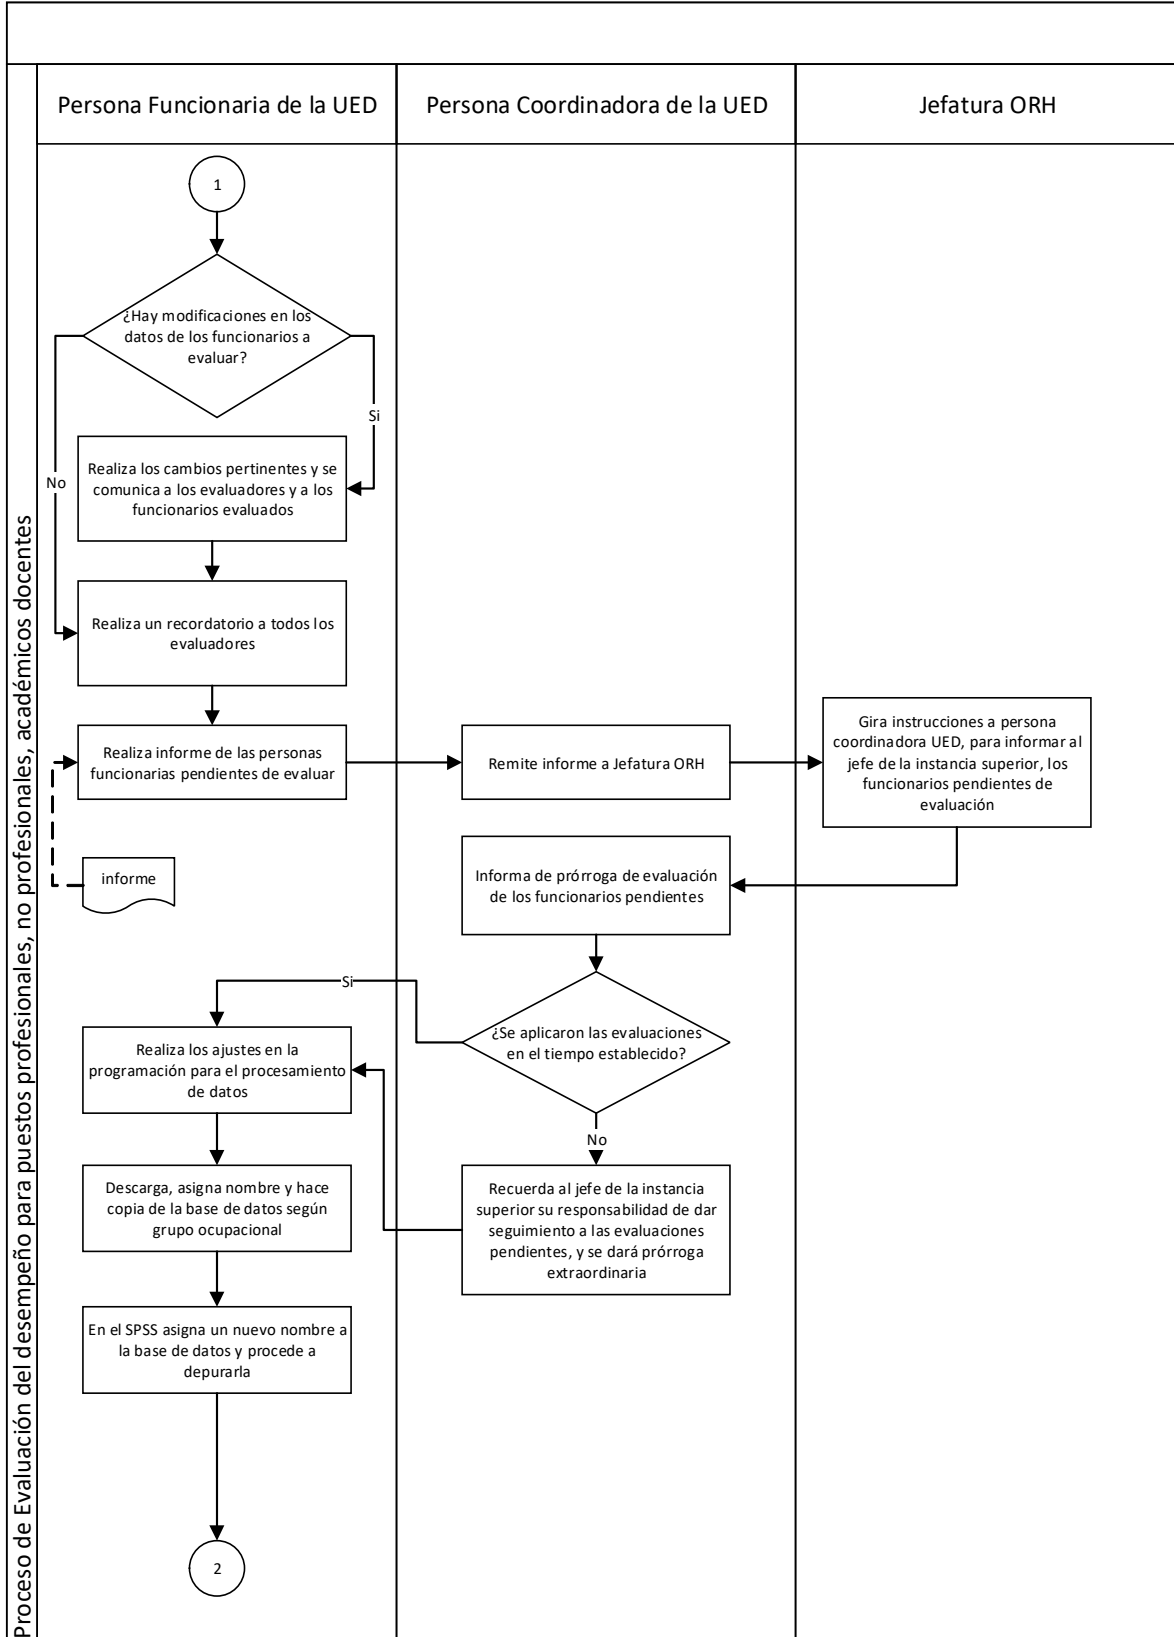 Persona Funcionaria de la UED
Persona Coordinadora de la UED
Jefatura ORH
Proceso de Evaluación del desempeño para puestos profesionales, no profesionales, académicos docentes
1
¿Hay modificaciones en los
datos de los funcionarios a
evaluar?
Si
No
Realiza los cambios pertinentes y se
comunica a los evaluadores y a los
funcionarios evaluados
Realiza un recordatorio a todos los
evaluadores
Realiza informe de las personas
funcionarias pendientes de evaluar
informe
Remite informe a Jefatura ORH
Gira instrucciones a persona
coordinadora UED, para informar al
jefe de la instancia superior, los
funcionarios pendientes de
evaluación
Informa de prórroga de evaluación
de los funcionarios pendientes
¿Se aplicaron las evaluaciones
en el tiempo establecido?
Si
No
Recuerda al jefe de la instancia
superior su responsabilidad de dar
seguimiento a las evaluaciones
pendientes, y se dará prórroga
extraordinaria
Realiza los ajustes en la
programación para el procesamiento
de datos
Descarga, asigna nombre y hace
copia de la base de datos según
grupo ocupacional
En el SPSS asigna un nuevo nombre a
la base de datos y procede a
depurarla
2